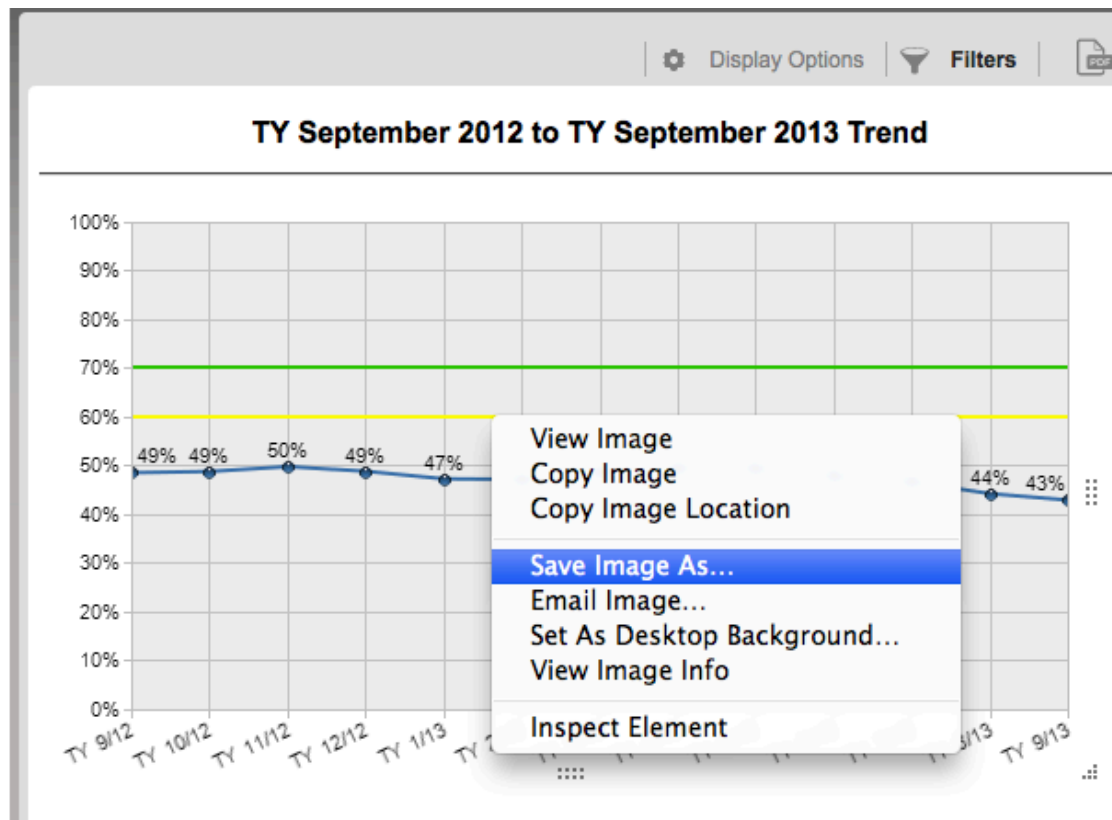 Display Options
Filters
PDF
TY September 2012 to TY September 2013 Trend
100%
90%
80%
70%
60%
50%
40%
30%
20%
10%
0%
49%
49%
50%
49%
47%
44%
43%
View Image
Copy Image
Copy Image Location
Save Image As...
Email Image...
Set As Desktop Background...
View Image Info
Inspect Element
TY 9/12
TY 10/12
TY 11/12
TY 12/12
TY 1/13
TY
TY 9/13